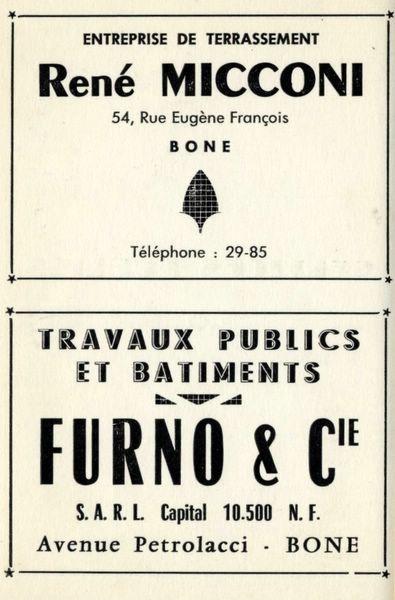 ENTREPRISE DE TERRASSEMENT
René MICCONI
54, Rue Eugène François
BONE
Téléphone : 29-85
TRAVAUX PUBLICS
ET BATIMENTS
FURNO & CIE
S. A. R. L. Capital 10.500 N. F.
Avenue Petrolacci - BONE